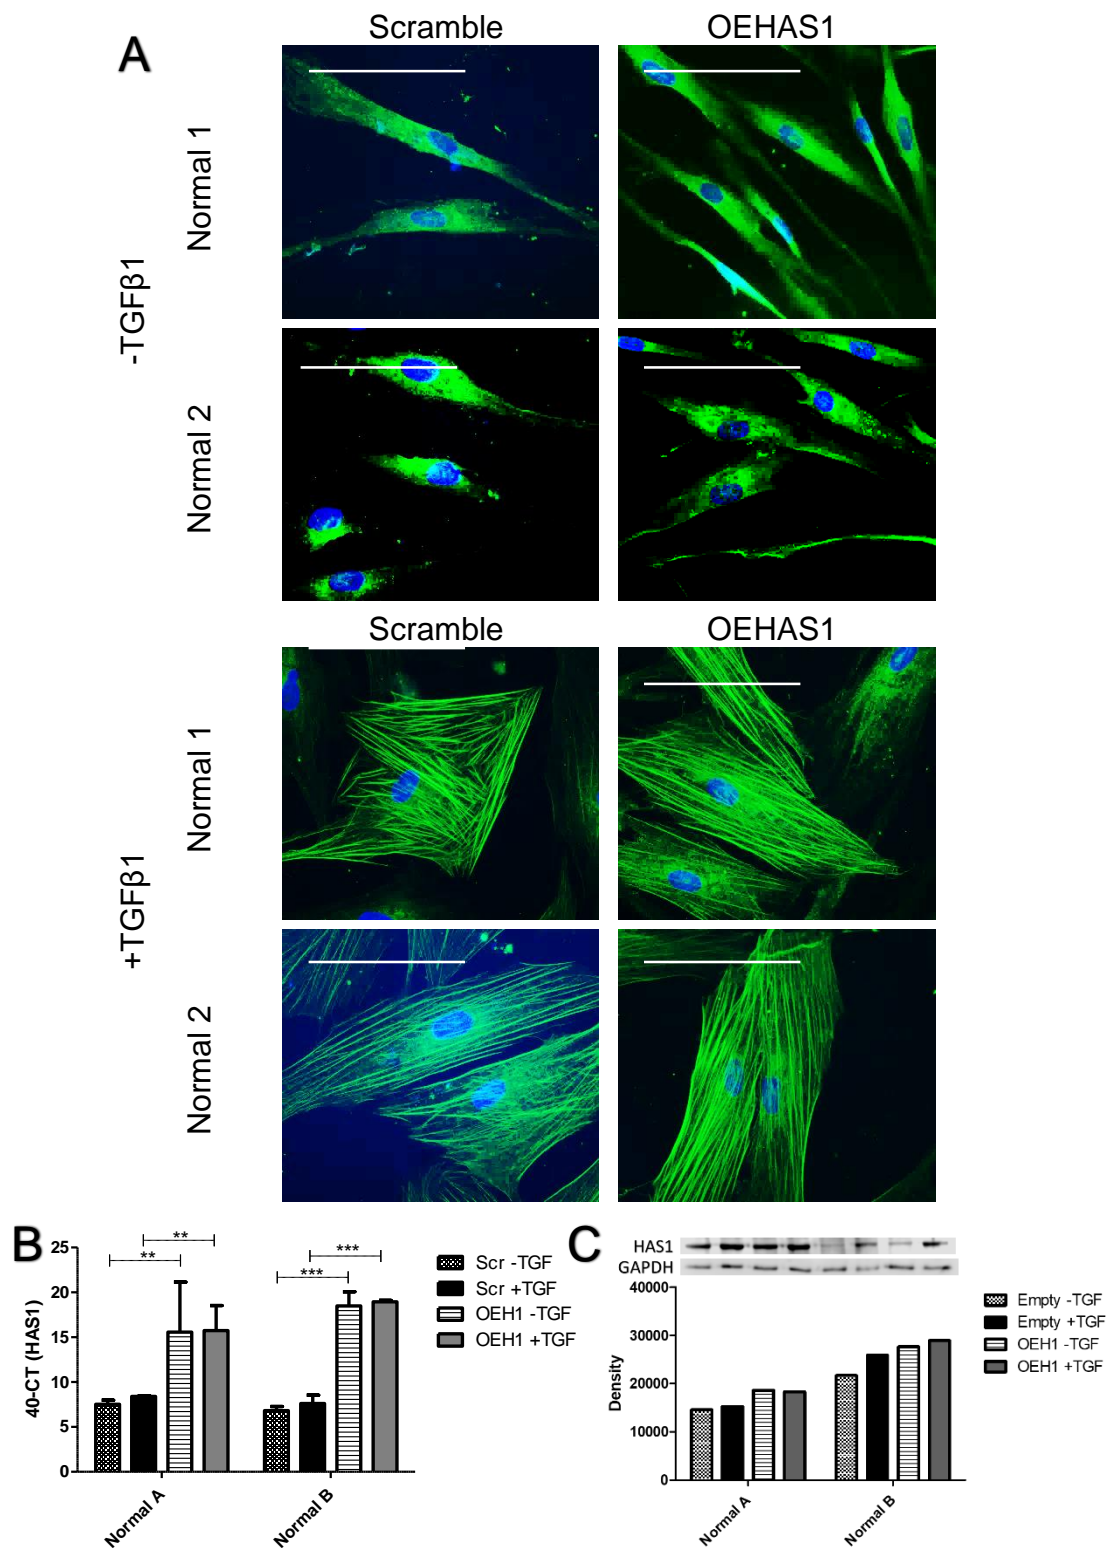 A
Scramble
OEHAS1
-TGFβ1
Normal 1
Normal 2
Scramble
OEHAS1
+TGFβ1
Normal 1
Normal 2
B
25
20
15
10
5
0
40-CT (HAS1)
**
**
***
***
Normal A
Normal B
Scr -TGF
Scr +TGF
OEH1 -TGF
OEH1 +TGF
C
HAS1
GAPDH
40000
30000
20000
10000
0
Density
Normal A
Normal B
Empty -TGF
Empty +TGF
OEH1 -TGF
OEH1 +TGF